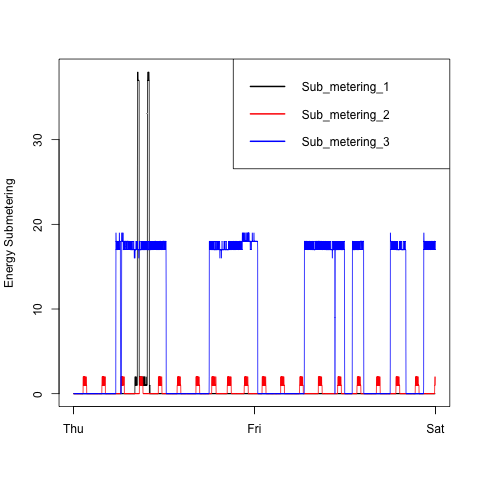 Sub_metering_1
Sub_metering_2
Sub_metering_3
Energy Submetering
30
20
10
0
Thu
Fri
Sat